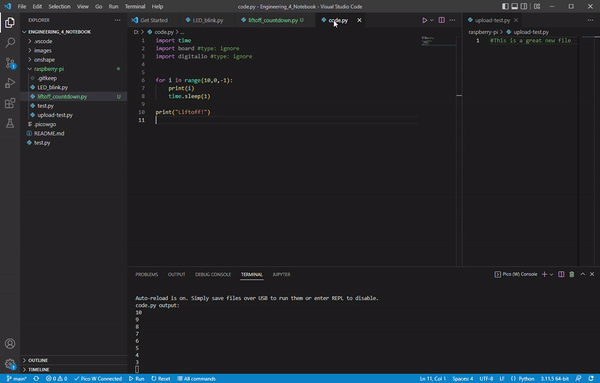 File Edit Selection View Go Run Terminal Help
code.py - Engineering_4_Notebook - Visual Studio Code
EXPLORER
ENGINEERING_4_NOTEBOOK
.vscode
images
onshape
raspberry-pi
.gitkeep
LED_blink.py
liftoff_countdown.py U
test.py
upload-test.py
.picowgo
README.md
test.py
OUTLINE
TIMELINE
Get Started
LED_blink.py
liftoff_countdown.py U
code.py
D: > code.py > ...
1 import time
2 import board #type: ignore
3 import digitalio #type: ignore
4
5
6 for i in range(10,0,-1):
7 print(i)
8 time.sleep(1)
9
10 print("Liftoff!")
11
upload-test.py
raspberry-pi > upload-test.py
1 #This is a great new file
PROBLEMS OUTPUT DEBUG CONSOLE TERMINAL JUPYTER
Pico (W) Console
Auto-reload is on. Simply save files over USB to run them or enter REPL to disable.
code.py output:
10
9
8
7
6
5
4
3
main* 0 0 Pico W Connected Run Reset All commands
Ln 11, Col 1 Spaces: 4 UTF-8 LF Python 3.11.5 64-bit